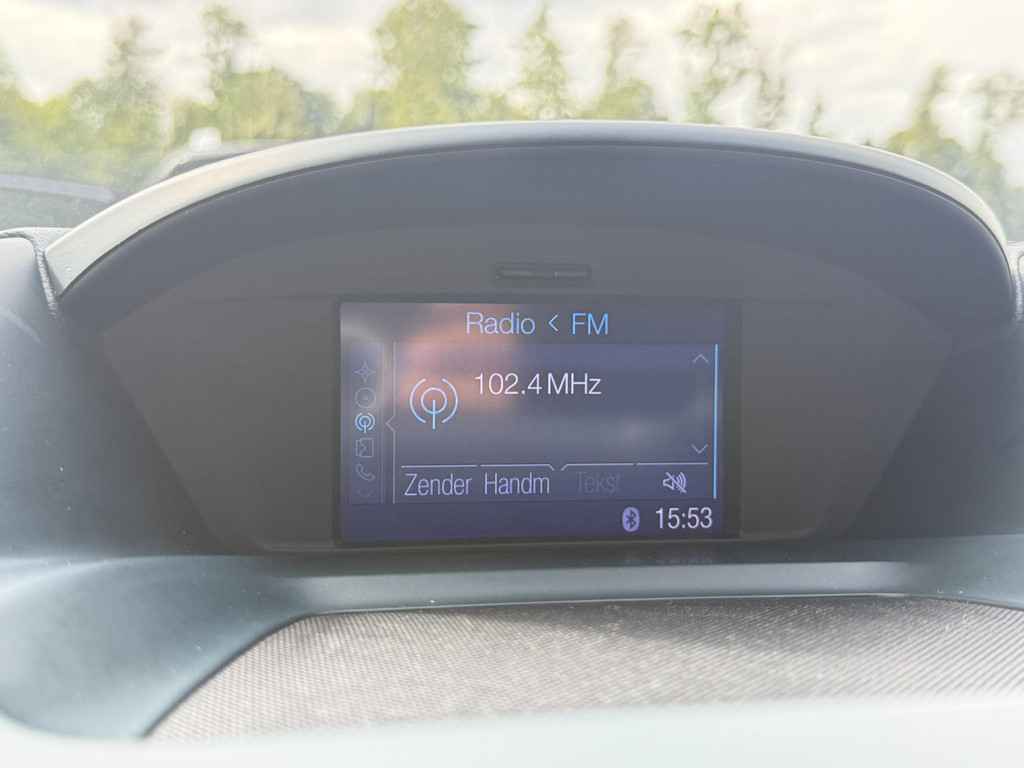 Radio < FM
102.4 MHz
Zender Handm Tekst
15:53